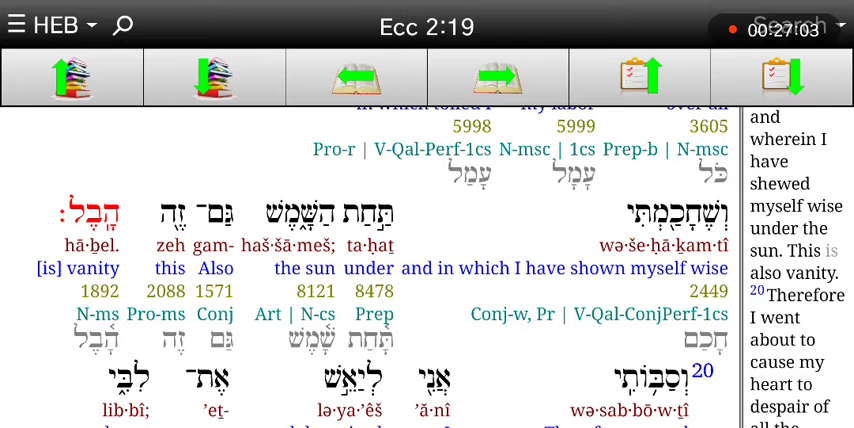 ☰ HEB
Ecc 2:19
Search
00:27:03
3605 5999 5998
Prep-b | N-msc N-msc | 1cs Pro-r | V-Qal-Perf-1cs
כֹּל עָמָל עָמַל
וְשֶׁחָכַ֖מְתִּי תַּ֣חַת הַשָּׁ֑מֶשׁ גַּם־ זֶ֖ה הָֽבֶל׃
wə·še·ḥā·ḵam·tî ta·ḥaṯ haš·šā·meš; gam- zeh hā·ḇel.
and in which I have shown myself wise under the sun Also this [is] vanity
2449 8478 8121 1571 2088 1892
Conj-w, Pr | V-Qal-ConjPerf-1cs Prep Art | N-cs Conj Pro-ms N-ms
חָכַם תַּ֫חַת שֶׁ֫מֶשׁ גַּם זֶה הָ֫בֶל
20 וְסַבּ֥וֹתִֽי אֲנִ֖י לְיַאֵ֣שׁ אֶת־ לִבִּ֑י
wə·sab·bō·w·ṯî ’ă·nî lə·ya·’êš ’eṯ- lib·bî;
and
wherein I
have
shewed
myself wise
under the
sun. This is
also vanity.
20 Therefore
I went
about to
cause my
heart to
despair of
all the